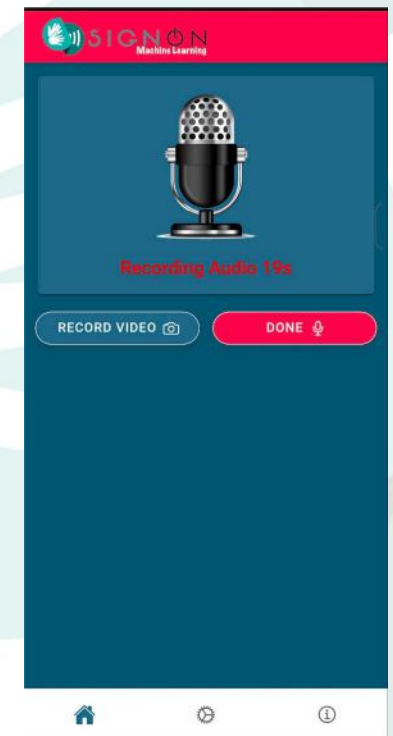 SIGNON
Machine Learning
Recording Audio 19s
RECORD VIDEO
DONE